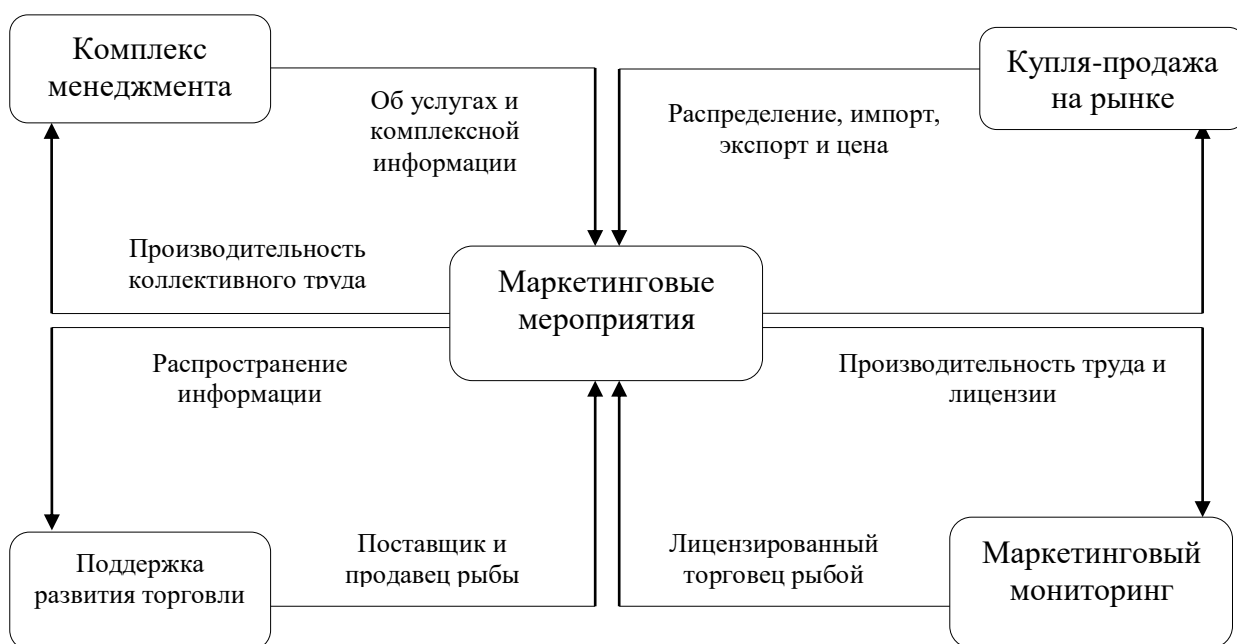 Комплекс
менеджмента
Купля-продажа
на рынке
Об услугах и
комплексной
информации
Распределение, импорт,
экспорт и цена
Производительность
коллективного труда
Маркетинговые
мероприятия
Распространение
информации
Производительность труда и
лицензии
Поддержка
развития торговли
Поставщик и
продавец рыбы
Лицензированный
торговец рыбой
Маркетинговый
мониторинг